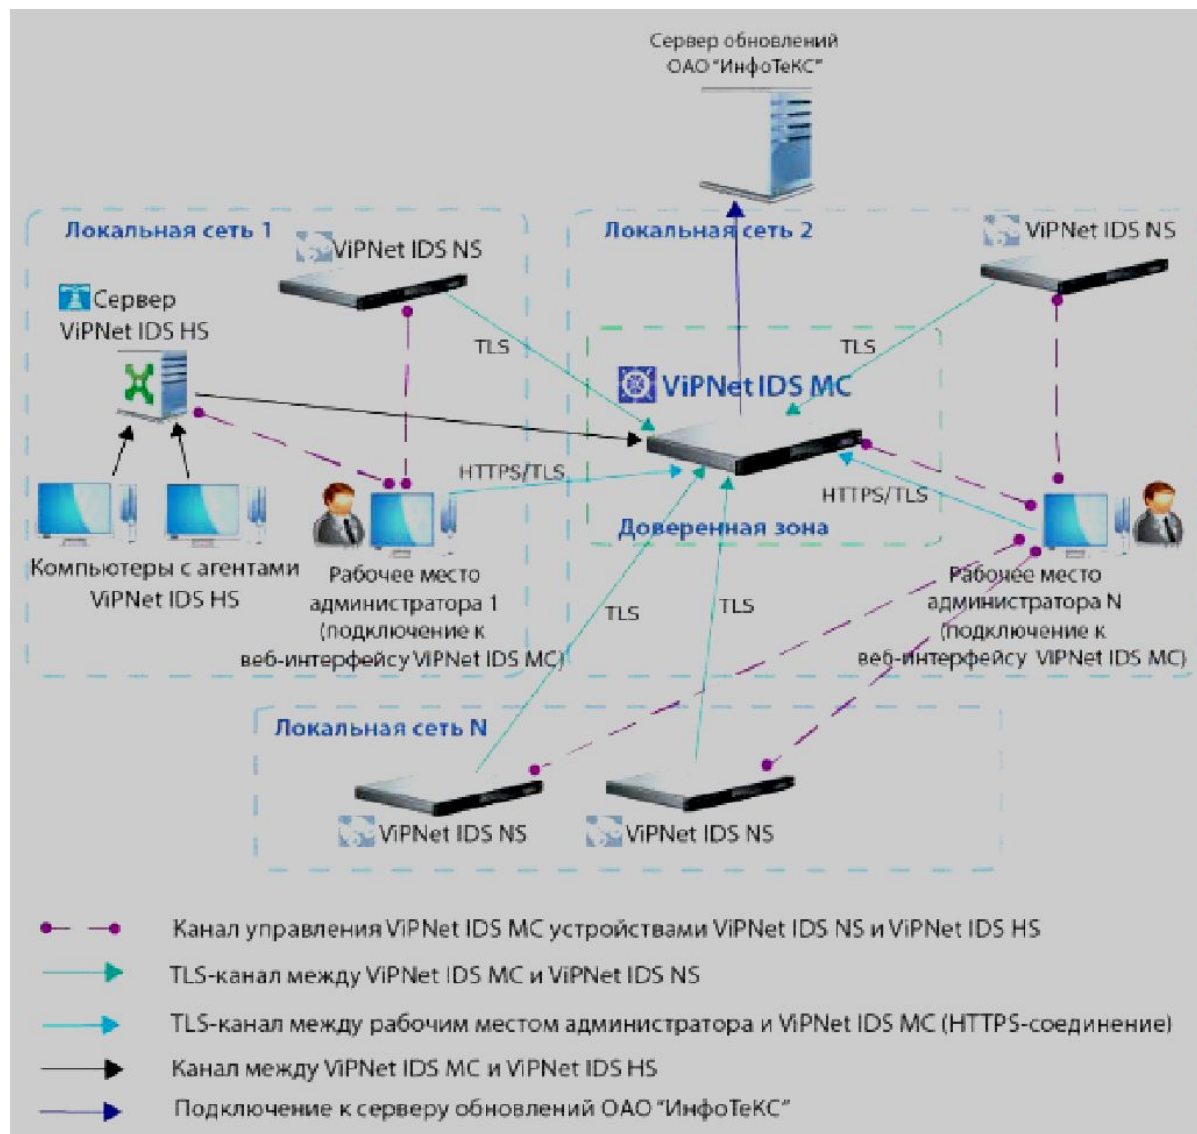 Сервер обновлений
ОАО "ИнфоТеКС"
Локальная сеть 1
ViPNet IDS NS
Сервер
ViPNet IDS HS
TLS
Локальная сеть 2
ViPNet IDS NS
TLS
ViPNet IDS MC
HTTPS/TLS
HTTPS/TLS
Доверенная зона
Компьютеры с агентами
ViPNet IDS HS
Рабочее место
администратора 1
(подключение к
веб-интерфейсу ViPNet IDS MC)
Рабочее место
администратора N
(подключение к
веб-интерфейсу ViPNet IDS MC)
TLS
TLS
Локальная сеть N
ViPNet IDS NS
ViPNet IDS NS
Канал управления ViPNet IDS MC устройствами ViPNet IDS NS и ViPNet IDS HS
TLS-канал между ViPNet IDS MC и ViPNet IDS NS
TLS-канал между рабочим местом администратора и ViPNet IDS MC (HTTPS-соединение)
Канал между ViPNet IDS MC и ViPNet IDS HS
Подключение к серверу обновлений ОАО "ИнфоТеКС"